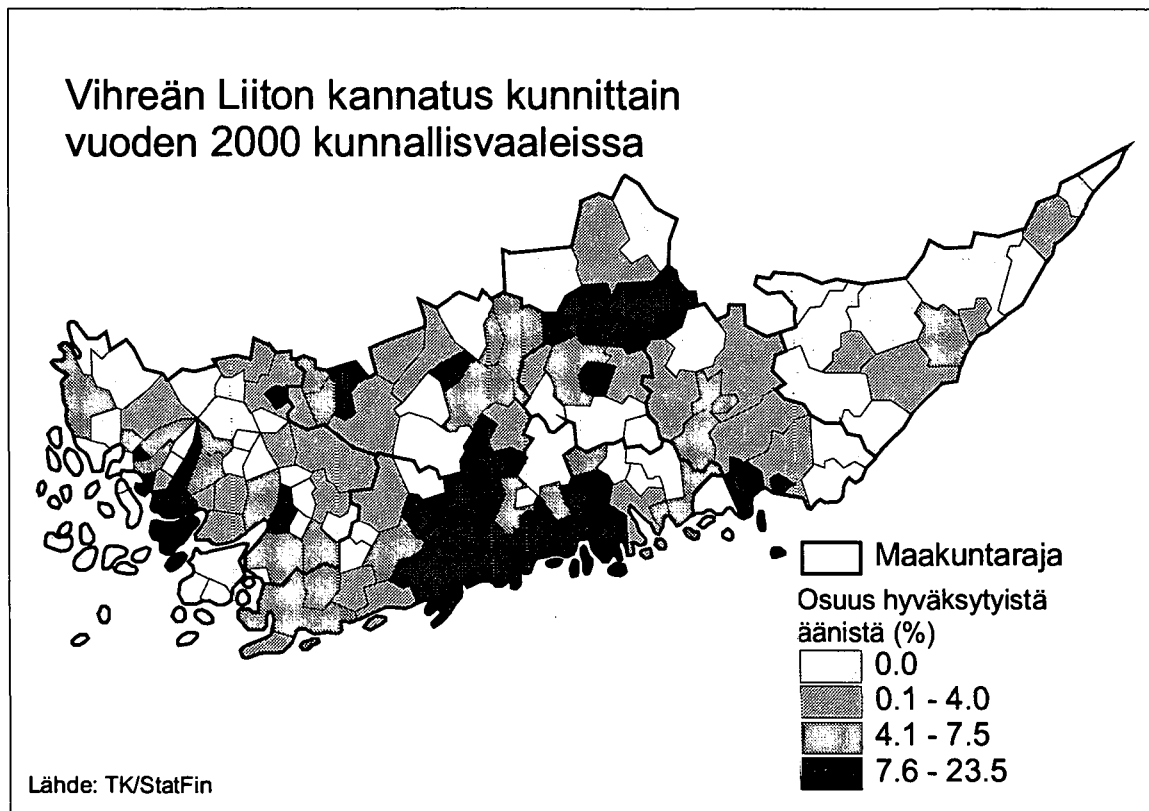 Vihreän Liiton kannatus kunnittain
vuoden 2000 kunnallisvaaleissa
Maakuntaraja
Osuus hyväksytyistä
äänistä (%)
0.0
0.1 - 4.0
4.1 - 7.5
7.6 - 23.5
Lähde: TK/StatFin